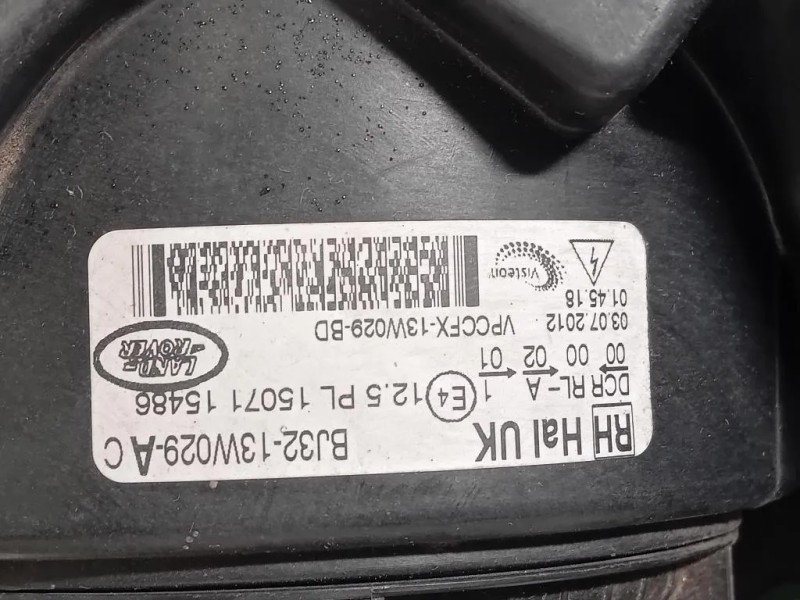 RH Hal UK BJ32-13W029-AC
DCR RL-A 1 E4 12.5 PL 15071 15486
00 00 02 01
03.07.2012 VPCCFX-13W029-BD
01.45.18
Visteon
LAND-
ROVER